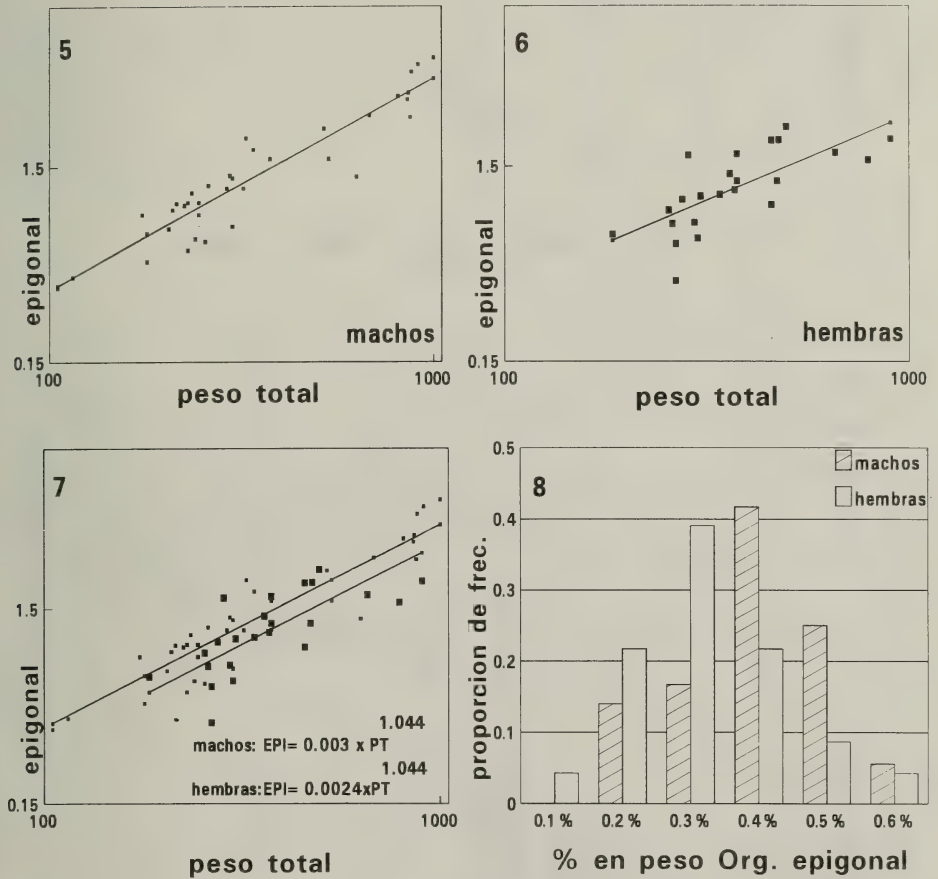 5
1.5
epigonal
machos
0.15
100
1000
peso total
6
1.5
epigonal
hembras
0.15
100
1000
peso total
7
1.5
epigonal
1.044
machos: EPI= 0.003 x PT
1.044
hembras:EPI= 0.0024xPT
0.15
100
1000
peso total
8
machos
hembras
0.5
0.4
0.3
0.2
0.1
0
proporcion de frec.
0.1 %
0.2 %
0.3 %
0.4 %
0.5 %
0.6 %
% en peso Org. epigonal